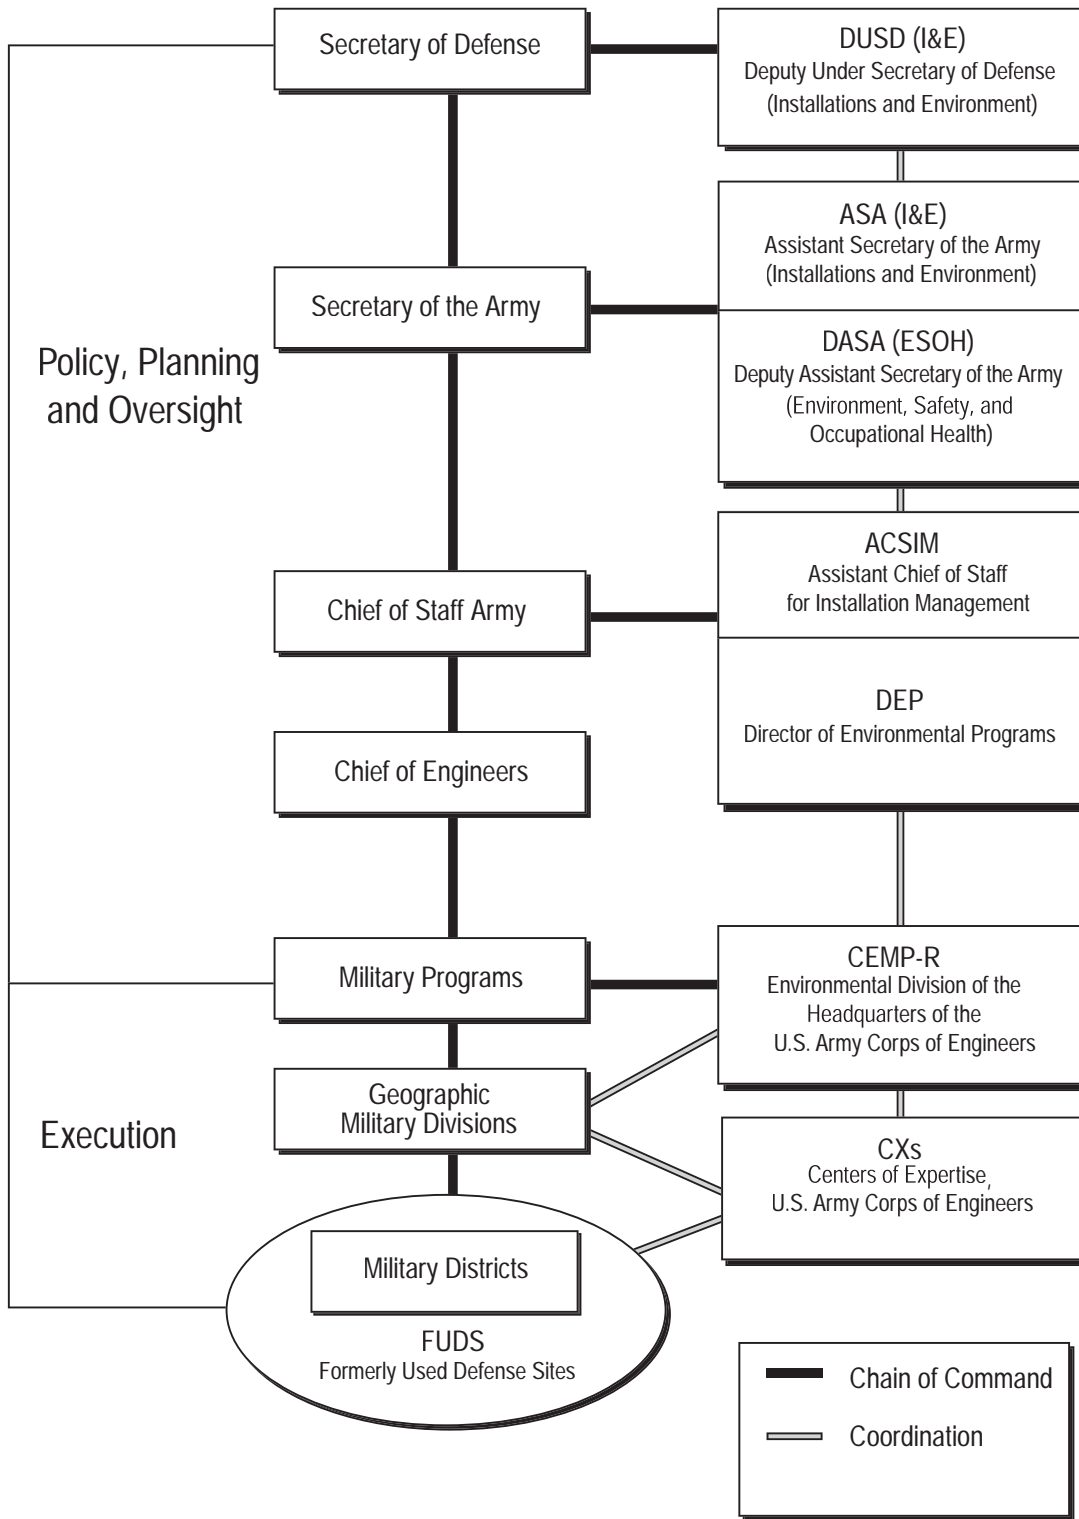 Secretary of Defense
DUSD (I&E)
Deputy Under Secretary of Defense
(Installations and Environment)
ASA (I&E)
Assistant Secretary of the Army
(Installations and Environment)
Secretary of the Army
DASA (ESOH)
Deputy Assistant Secretary of the Army
(Environment, Safety, and
Occupational Health)
Policy, Planning
and Oversight
ACSIM
Assistant Chief of Staff
for Installation Management
Chief of Staff Army
DEP
Director of Environmental Programs
Chief of Engineers
Military Programs
CEMP-R
Environmental Division of the
Headquarters of the
U.S. Army Corps of Engineers
Geographic
Military Divisions
Execution
CXs
Centers of Expertise,
U.S. Army Corps of Engineers
Military Districts
FUDS
Formerly Used Defense Sites
Chain of Command
Coordination